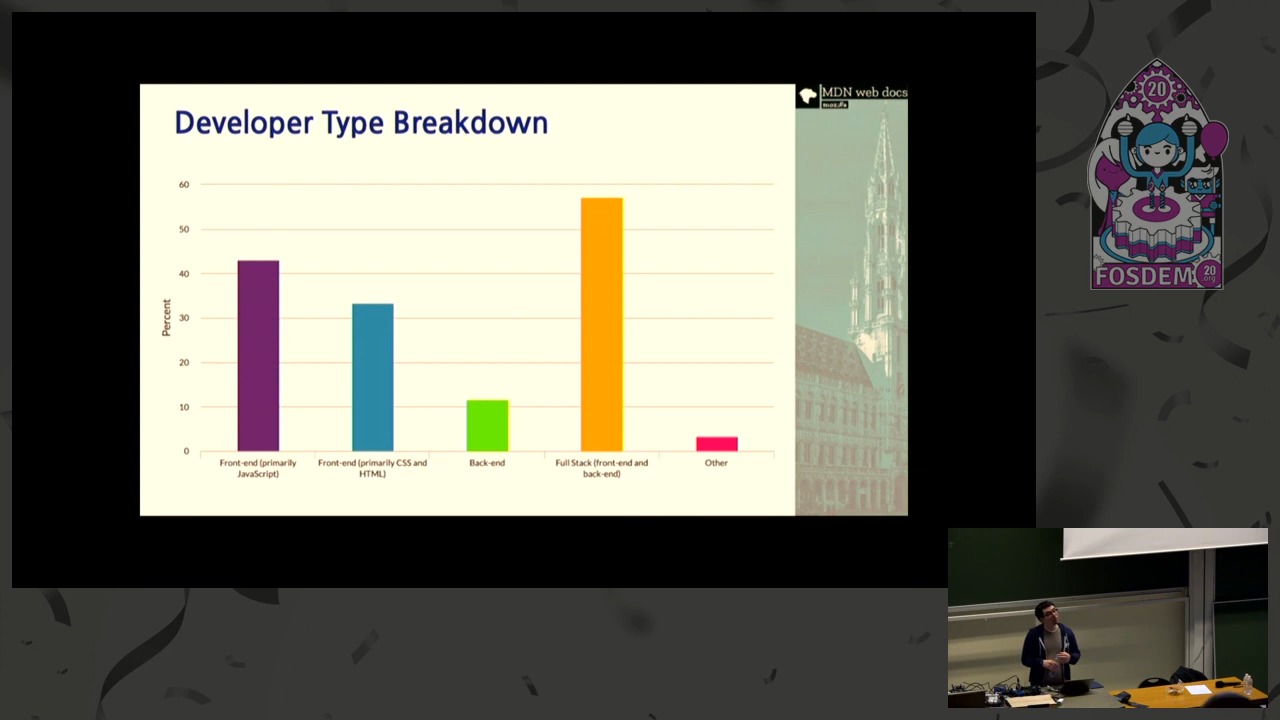 Developer Type Breakdown
MDN web docs
mozilla
60
50
40
30
20
10
0
Percent
Front-end (primarily
JavaScript)
Front-end (primarily CSS and
HTML)
Back-end
Full Stack (front-end and
back-end)
Other
20
FOSDEM
20
.org